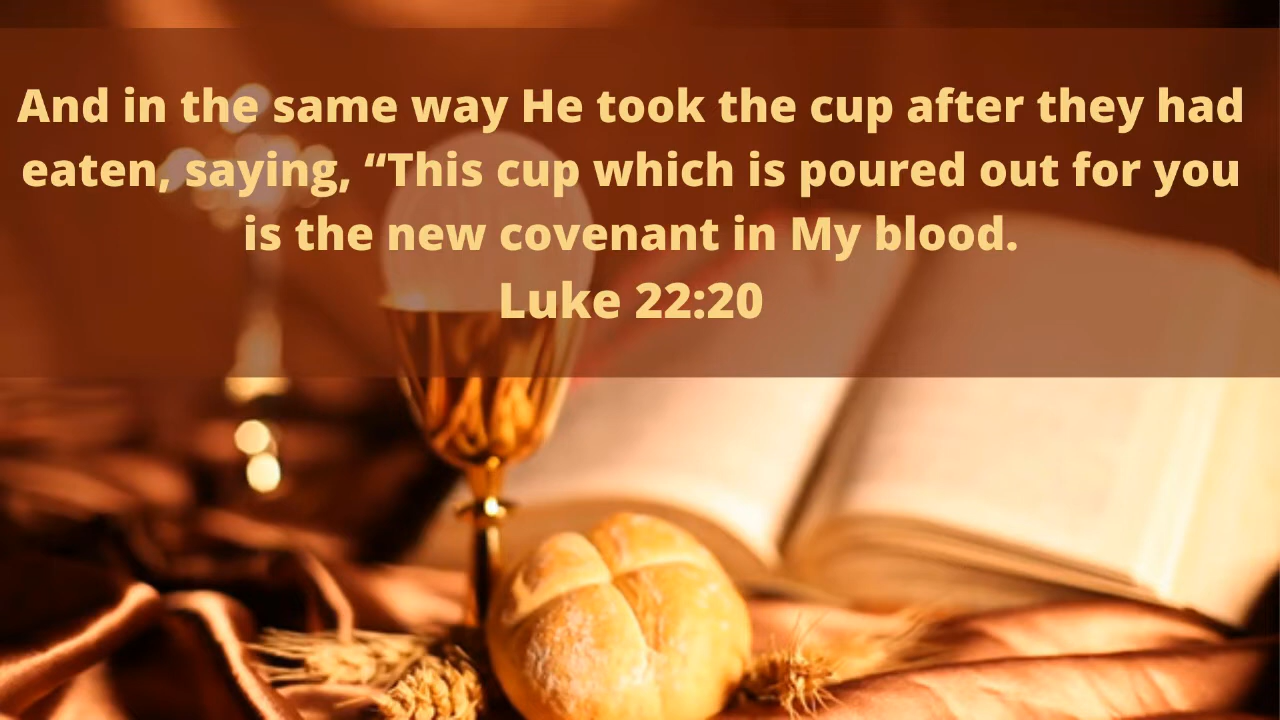 And in the same way He took the cup after they had
eaten, saying, “This cup which is poured out for you
is the new covenant in My blood.
Luke 22:20